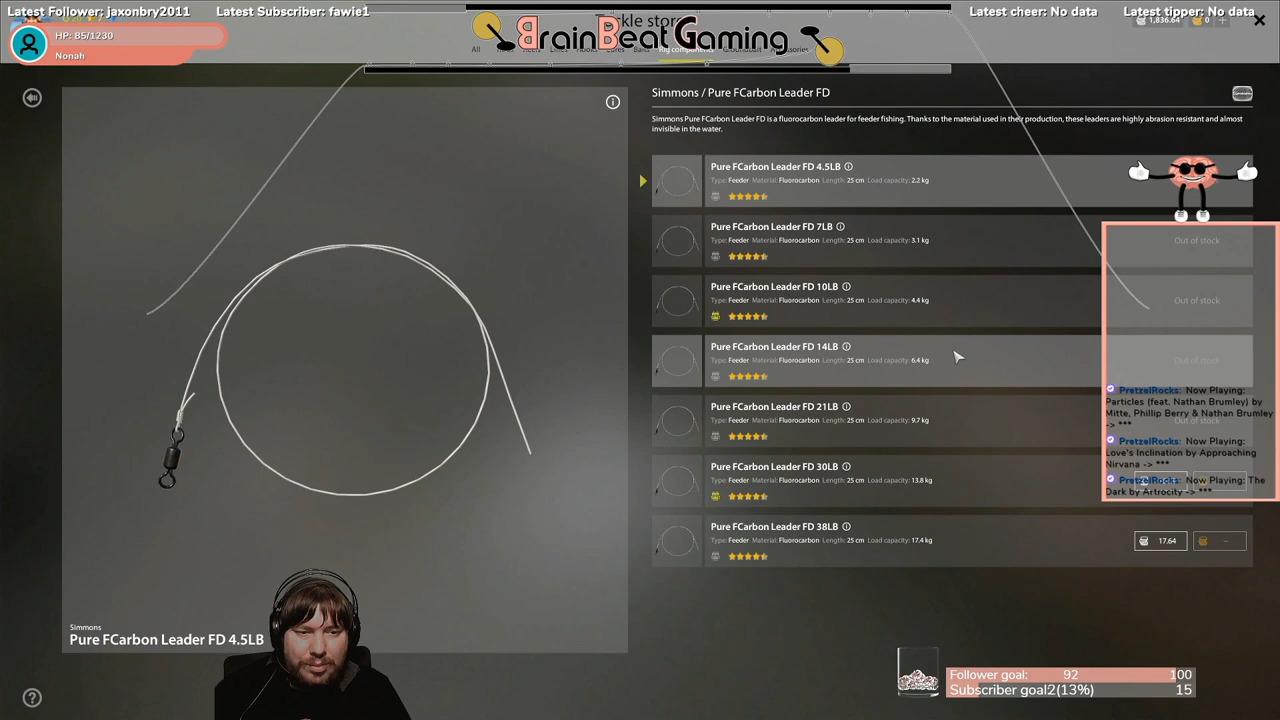 Latest Follower: jaxonbry2011
Latest Subscriber: fawie1
Latest cheer: No data
Latest tipper: No data
HP: 85/1230
Nonah
Tackle store
BrainBeat Gaming
1,836.64
0
All
Simmons / Pure FCarbon Leader FD
Simmons Pure FCarbon Leader FD is a fluorocarbon leader for feeder fishing. Thanks to the material used in their production, these leaders are highly abrasion resistant and almost
invisible in the water.
Pure FCarbon Leader FD 4.5LB
Type: Feeder Material: Fluorocarbon Length: 25 cm Load capacity: 2.2 kg
Pure FCarbon Leader FD 7LB
Type: Feeder Material: Fluorocarbon Length: 25 cm Load capacity: 3.1 kg
Out of stock
Pure FCarbon Leader FD 10LB
Type: Feeder Material: Fluorocarbon Length: 25 cm Load capacity: 4.4 kg
Out of stock
Pure FCarbon Leader FD 14LB
Type: Feeder Material: Fluorocarbon Length: 25 cm Load capacity: 6.4 kg
Out of stock
Pure FCarbon Leader FD 21LB
Type: Feeder Material: Fluorocarbon Length: 25 cm Load capacity: 9.7 kg
Pure FCarbon Leader FD 30LB
Type: Feeder Material: Fluorocarbon Length: 25 cm Load capacity: 13.8 kg
Pure FCarbon Leader FD 38LB
Type: Feeder Material: Fluorocarbon Length: 25 cm Load capacity: 17.4 kg
17.64
PretzelRocks: Now Playing:
Particles (feat. Nathan Brumley) by
Mitte, Phillip Berry & Nathan Brumley
-> ***
PretzelRocks: Now Playing:
Love's Inclination by Approaching
Nirvana -> ***
PretzelRocks: Now Playing: The
Dark by Artrocity -> ***
Simmons
Pure FCarbon Leader FD 4.5LB
Follower goal: 92 100
Subscriber goal2(13%) 15